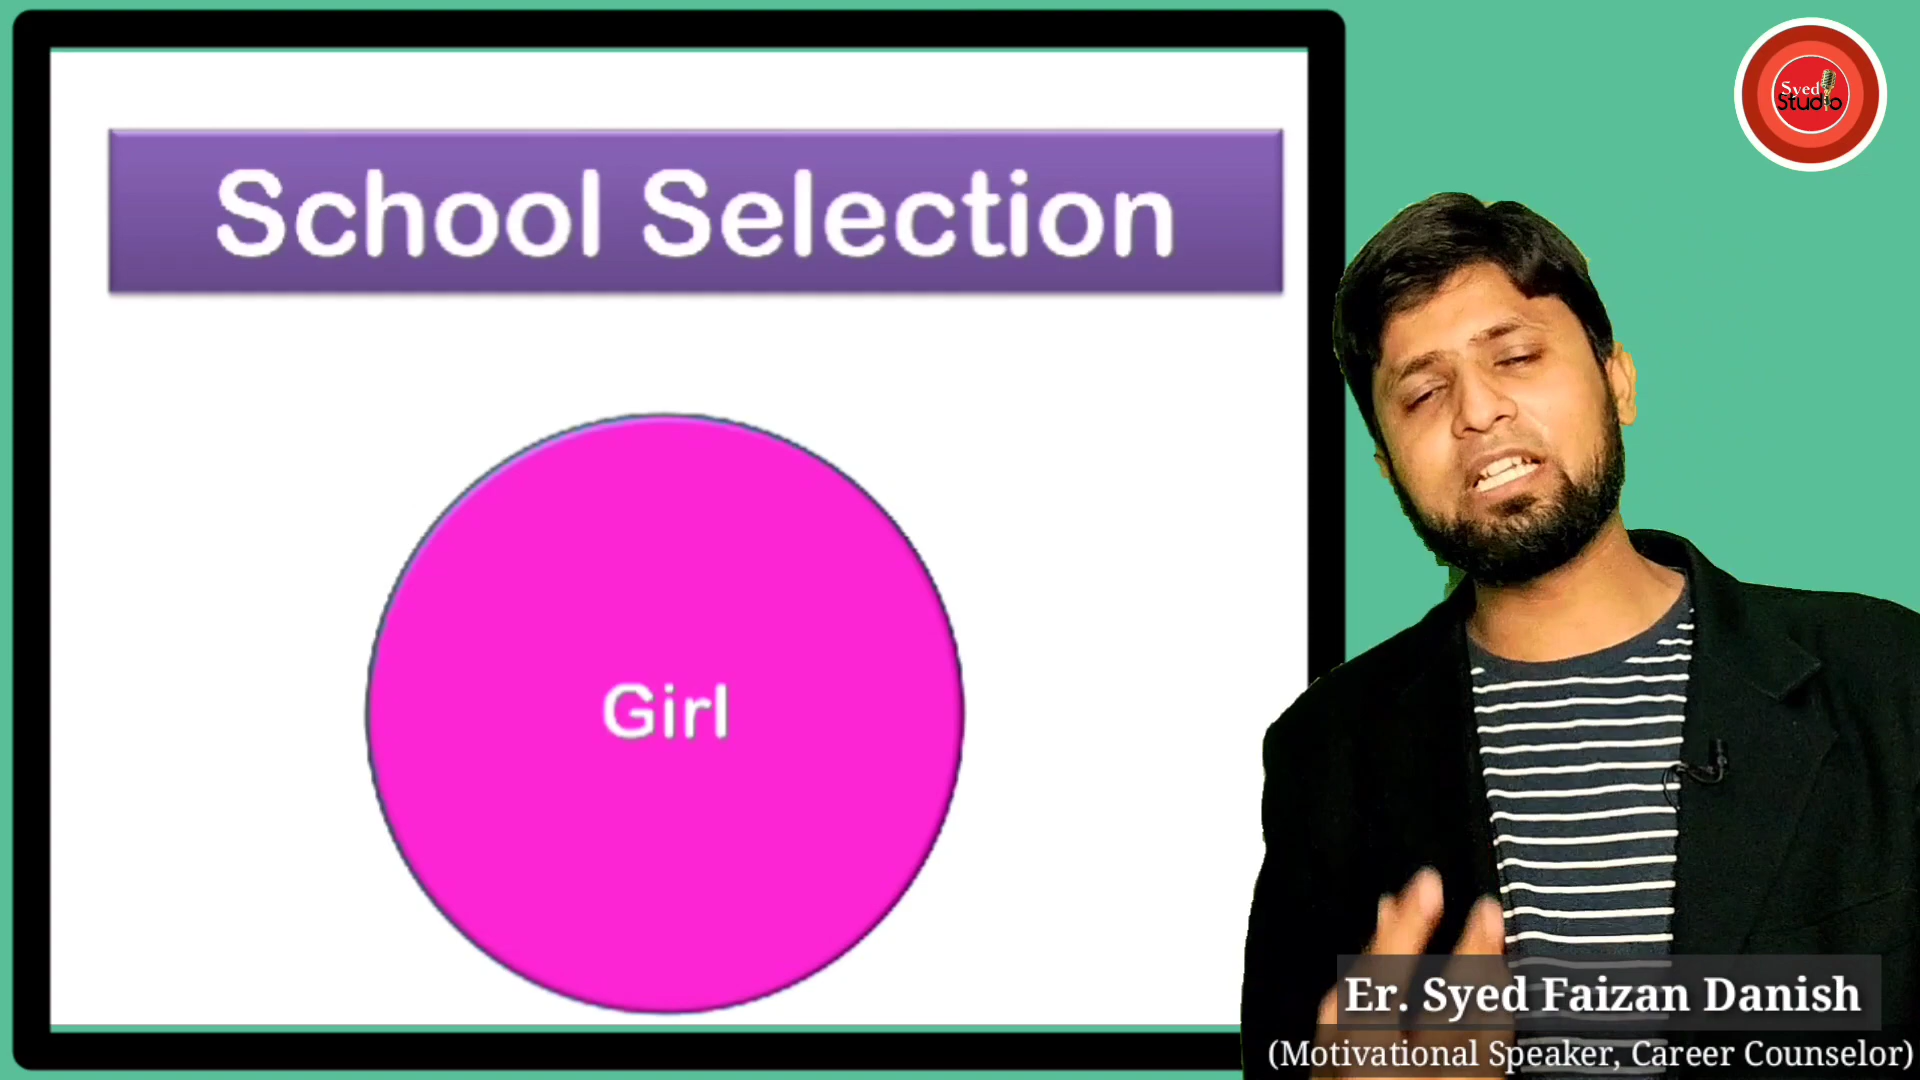 School Selection
Syed
Studio
Girl
Er. Syed Faizan Danish
(Motivational Speaker, Career Counselor)